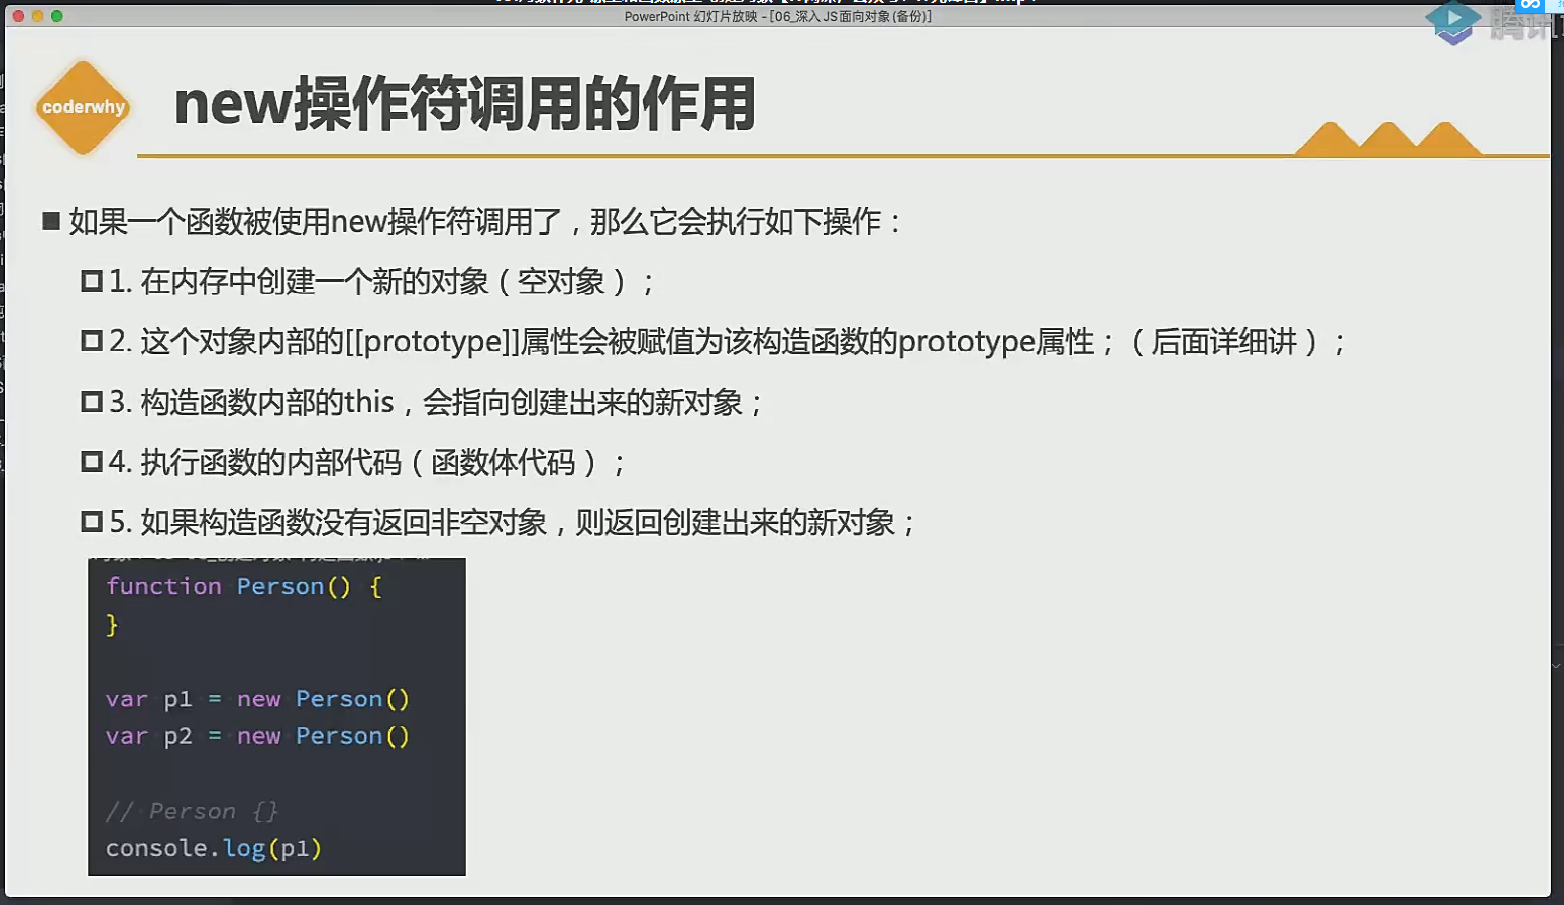 PowerPoint 幻灯片放映 - [06_深入JS面向对象(备份)]
腾讯
coderwhy
new操作符调用的作用
■ 如果一个函数被使用new操作符调用了，那么它会执行如下操作：
1. 在内存中创建一个新的对象（空对象）；
2. 这个对象内部的[[prototype]]属性会被赋值为该构造函数的prototype属性；（后面详细讲）；
3. 构造函数内部的this，会指向创建出来的新对象；
4. 执行函数的内部代码（函数体代码）；
5. 如果构造函数没有返回非空对象，则返回创建出来的新对象；
function Person() {
}
var p1 = new Person()
var p2 = new Person()
// Person {}
console.log(p1)